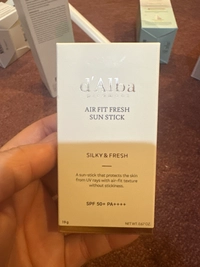 d'Alba
AIR FIT FRESH
SUN STICK
SILKY & FRESH
A sun stick that protects the skin
from UV rays with air-fit texture
without stickiness.
SPF 50+ PA++++